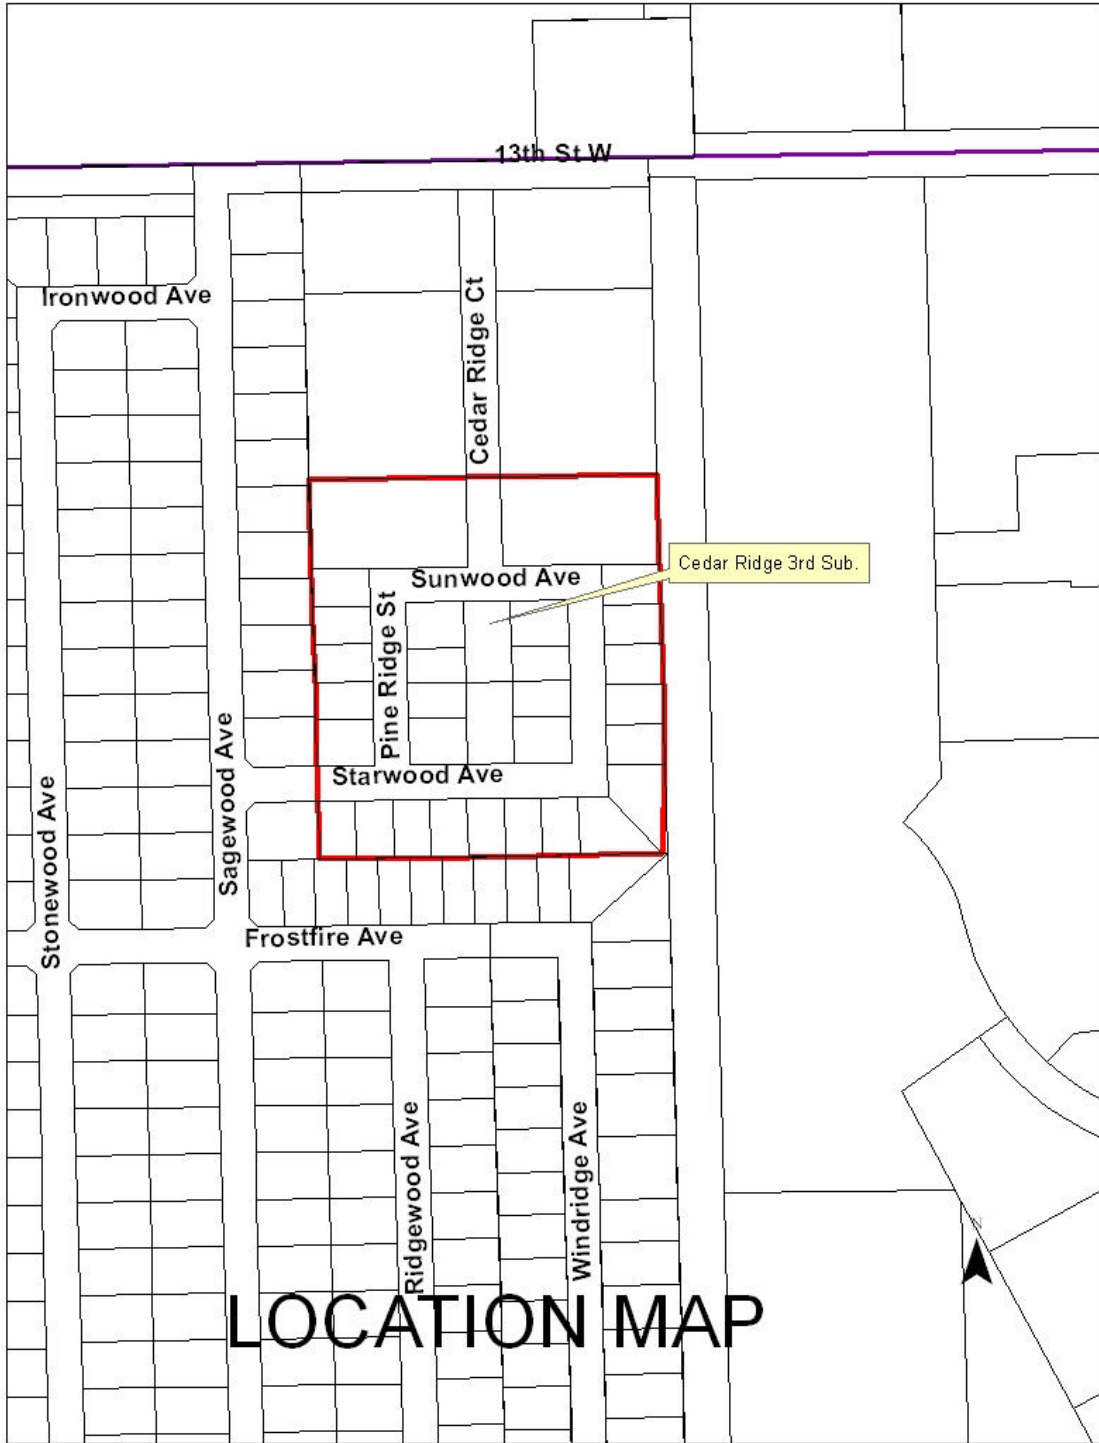 13th St W
Ironwood Ave
Cedar Ridge Ct
Cedar Ridge 3rd Sub.
Sunwood Ave
Pine Ridge St
Starwood Ave
Sagewood Ave
Stonewood Ave
Frostfire Ave
Ridgewood Ave
Windridge Ave
N
LOCATION MAP